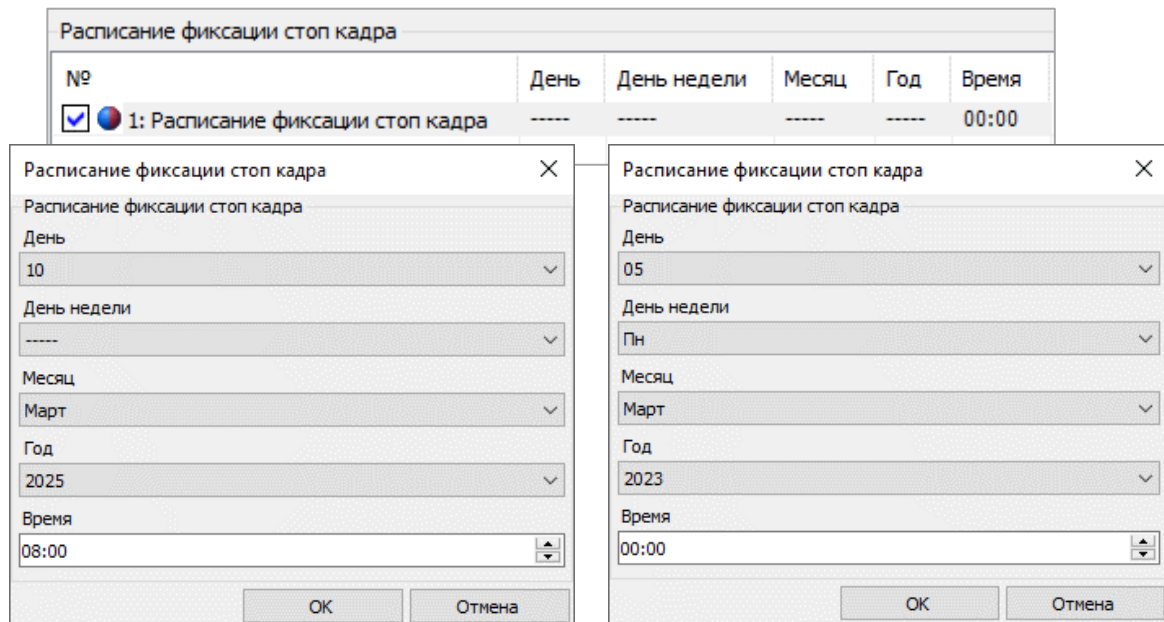 Расписание фиксации стоп кадра
№ День День недели Месяц Год Время
1: Расписание фиксации стоп кадра ----- ----- ----- ----- 00:00
Расписание фиксации стоп кадра
Расписание фиксации стоп кадра
День
10
День недели
-----
Месяц
Март
Год
2025
Время
08:00
OK Отмена
Расписание фиксации стоп кадра
Расписание фиксации стоп кадра
День
05
День недели
Пн
Месяц
Март
Год
2023
Время
00:00
OK Отмена